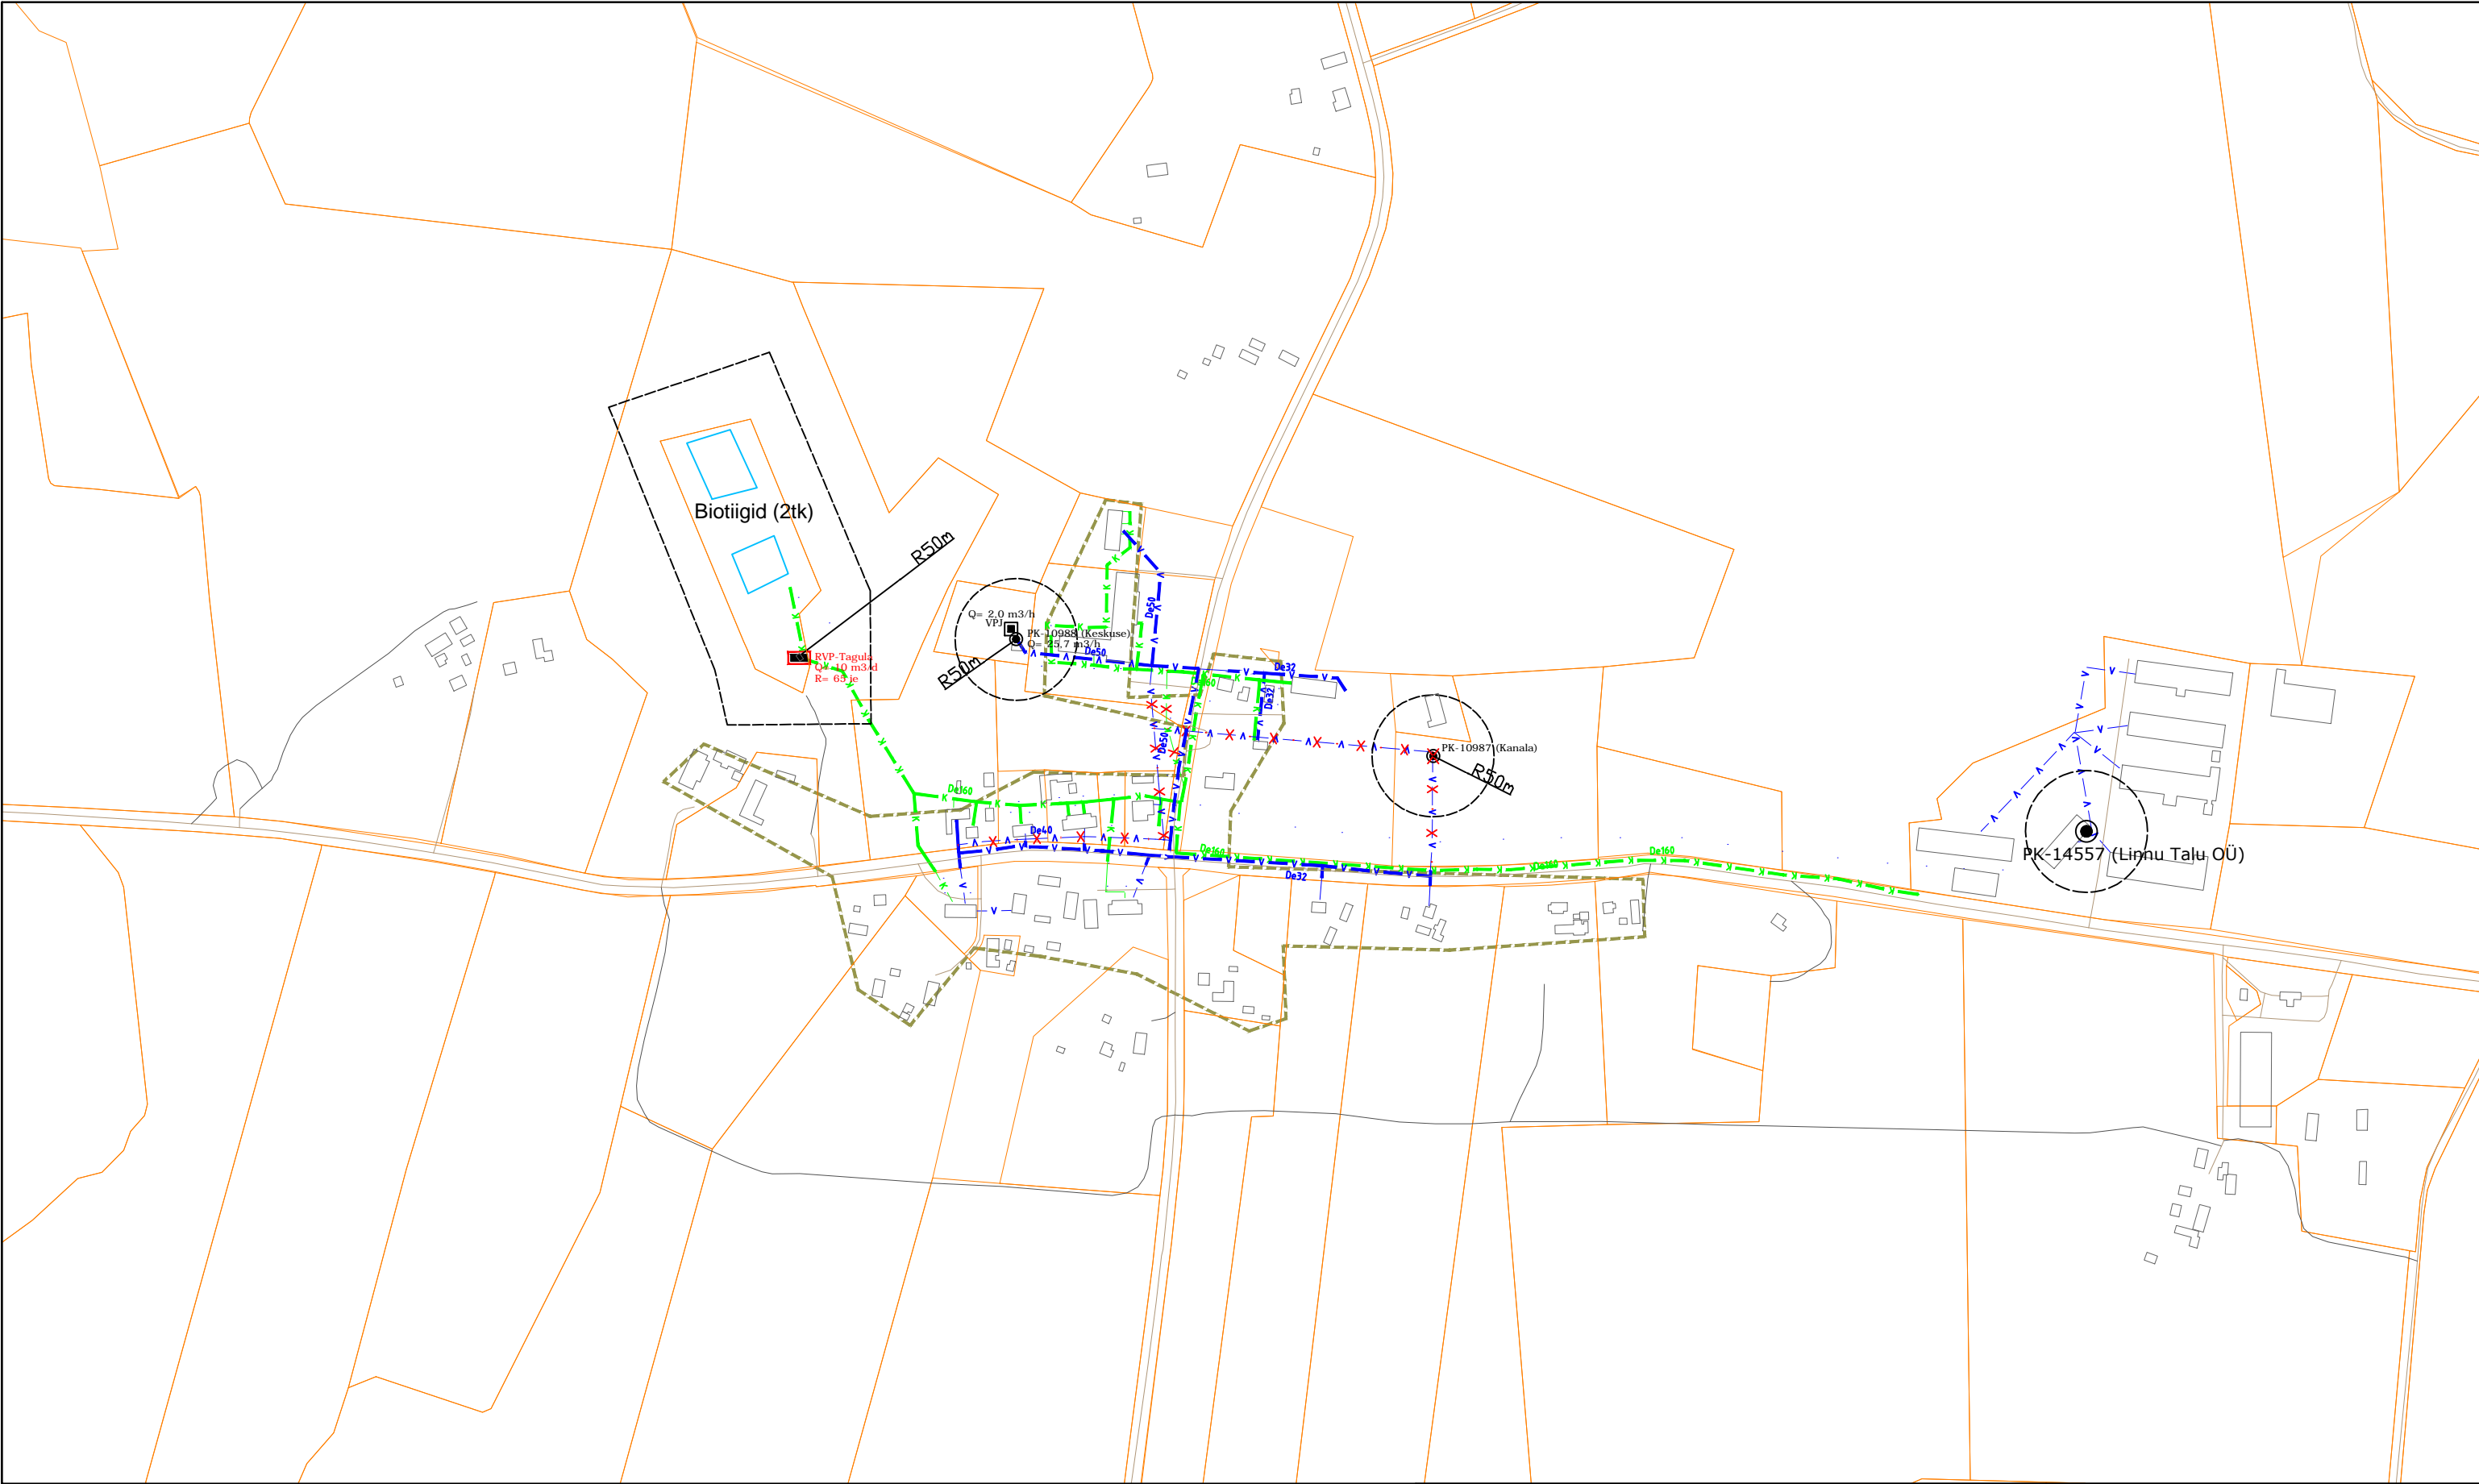 Biotiigid (2tk)
R50m
Q= 2,0 m3/h
VPJ
PK-10988 (Keskuse)
Q= 25,7 m3/h
R50m
RVP-Tagula
Q= 10 m3/d
R= 65 ie
De50
De50
De32
De32
De50
PK-10987 (Kanala)
R50m
De160
De40
De160
De160
De160
De32
PK-14557 (Linnu Talu OÜ)